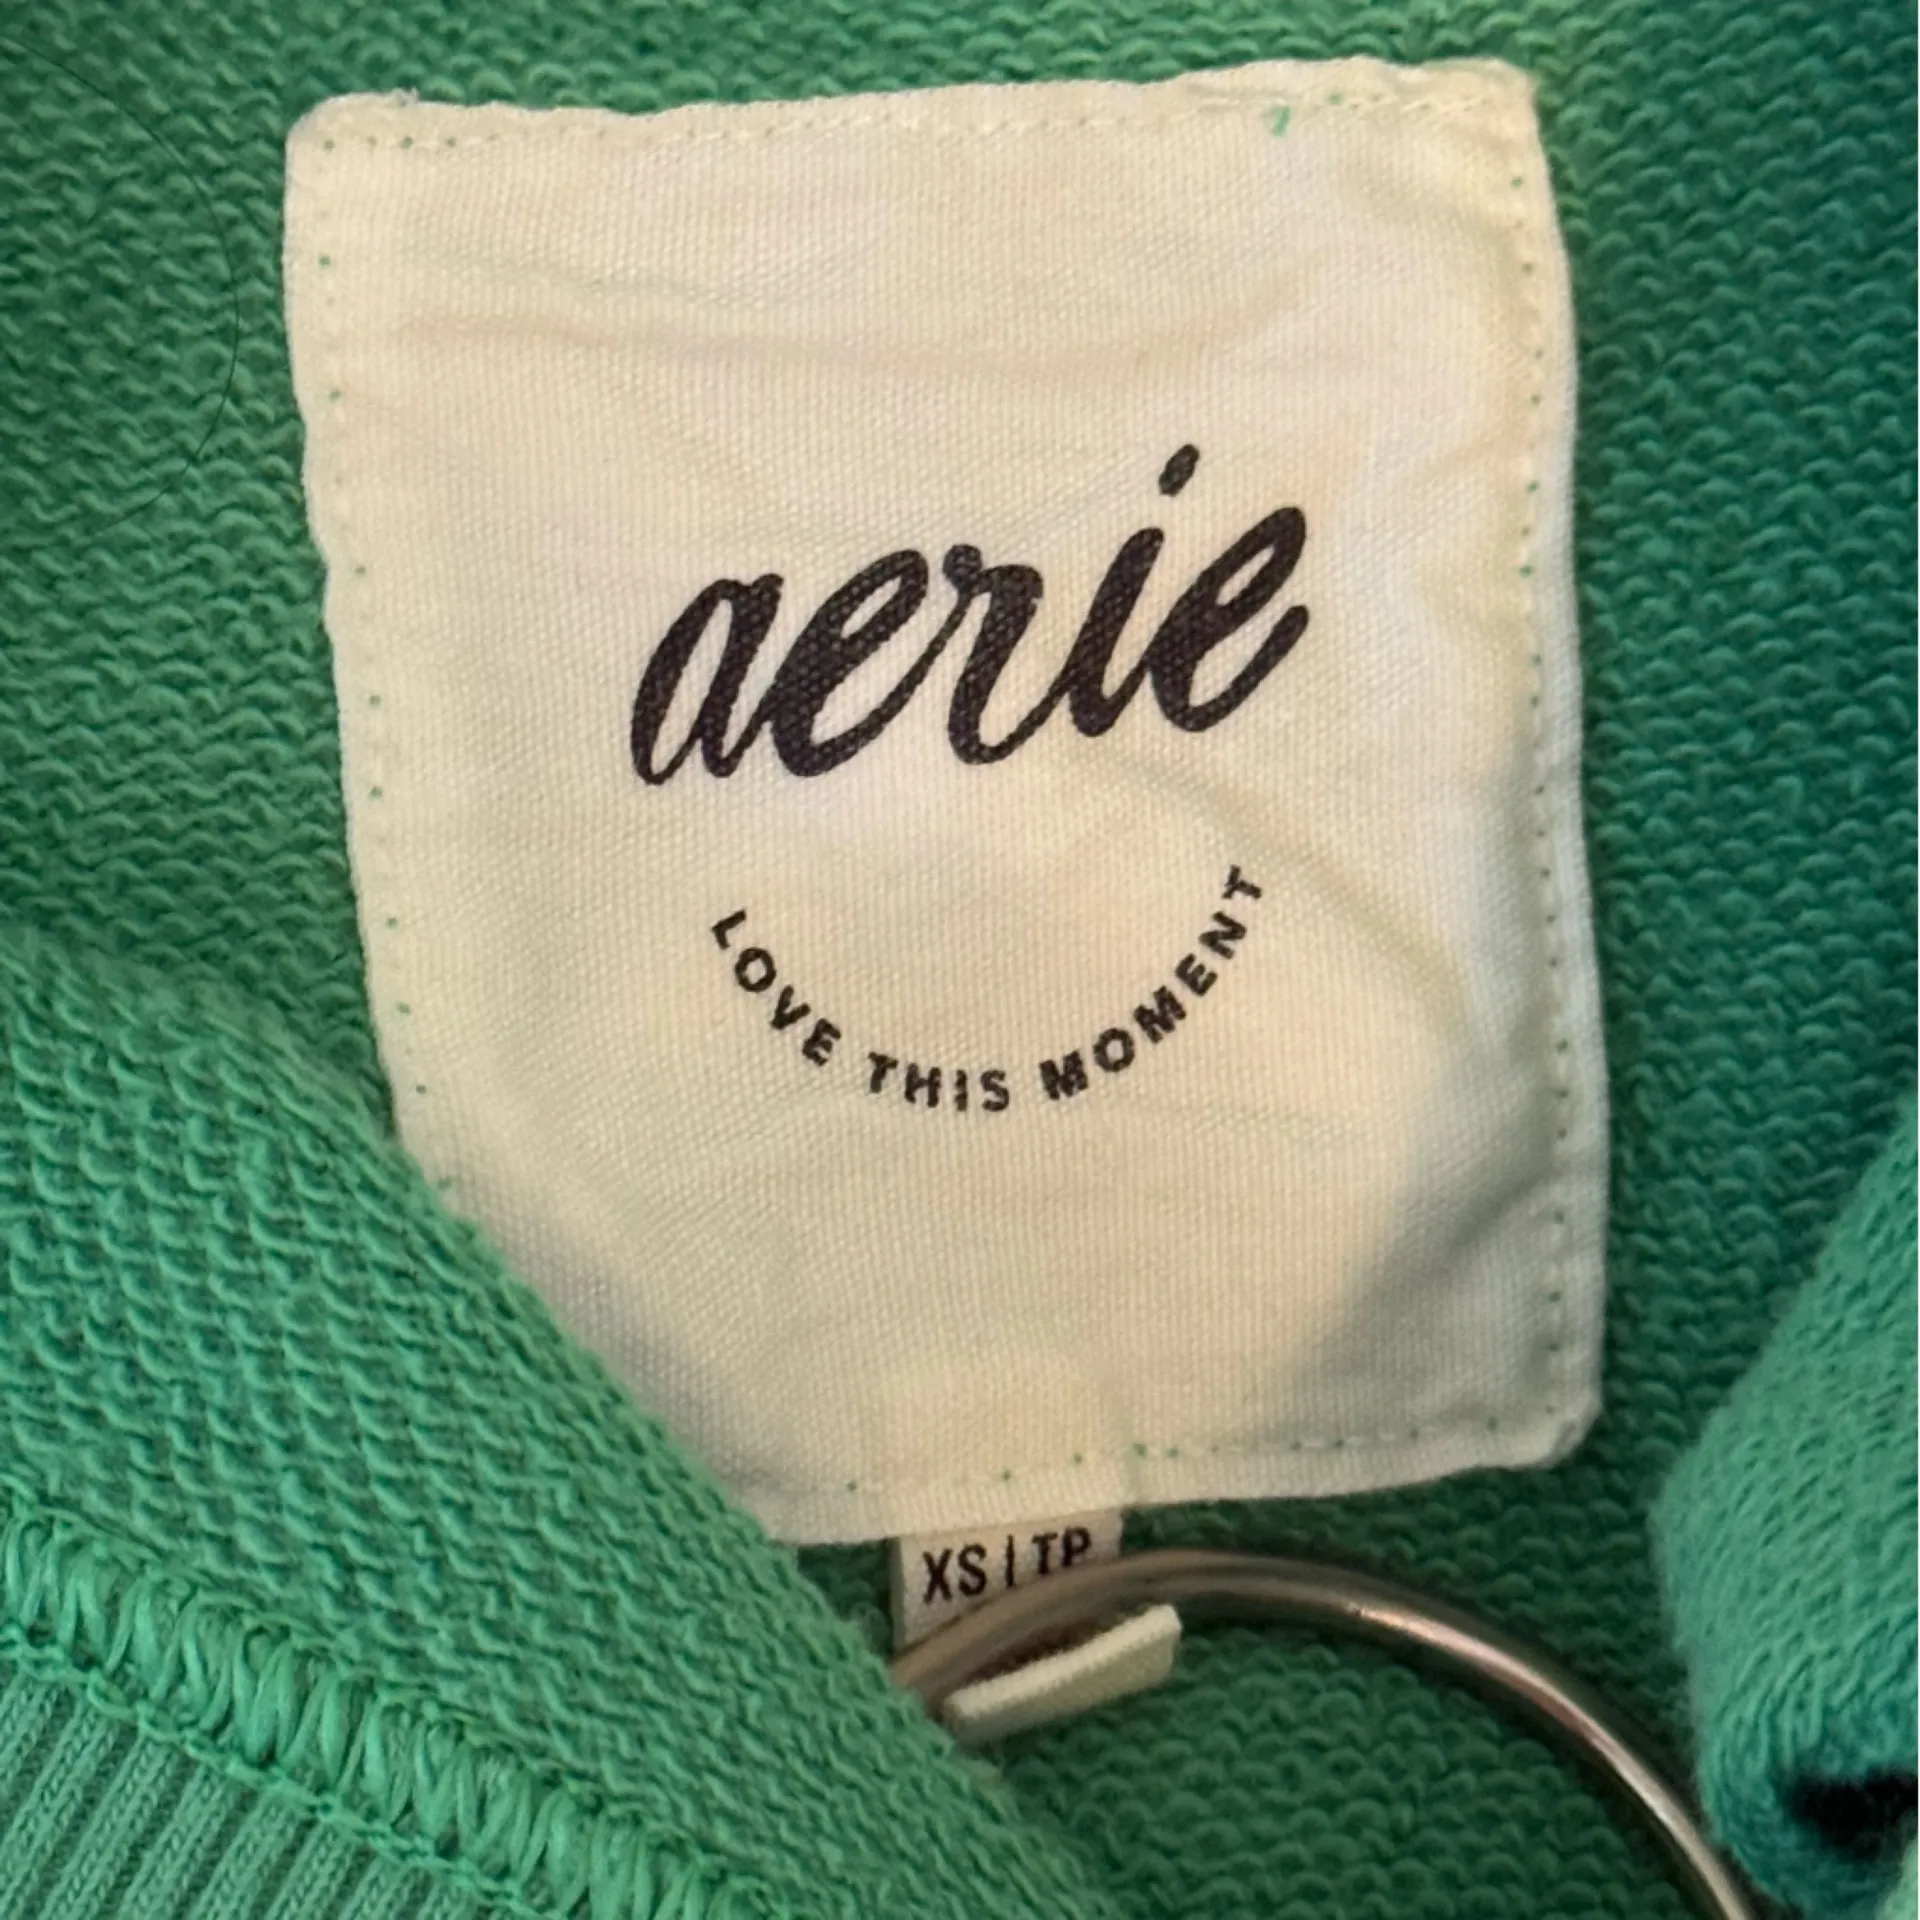 aerie
LOVE THIS MOMENT
XS | TP